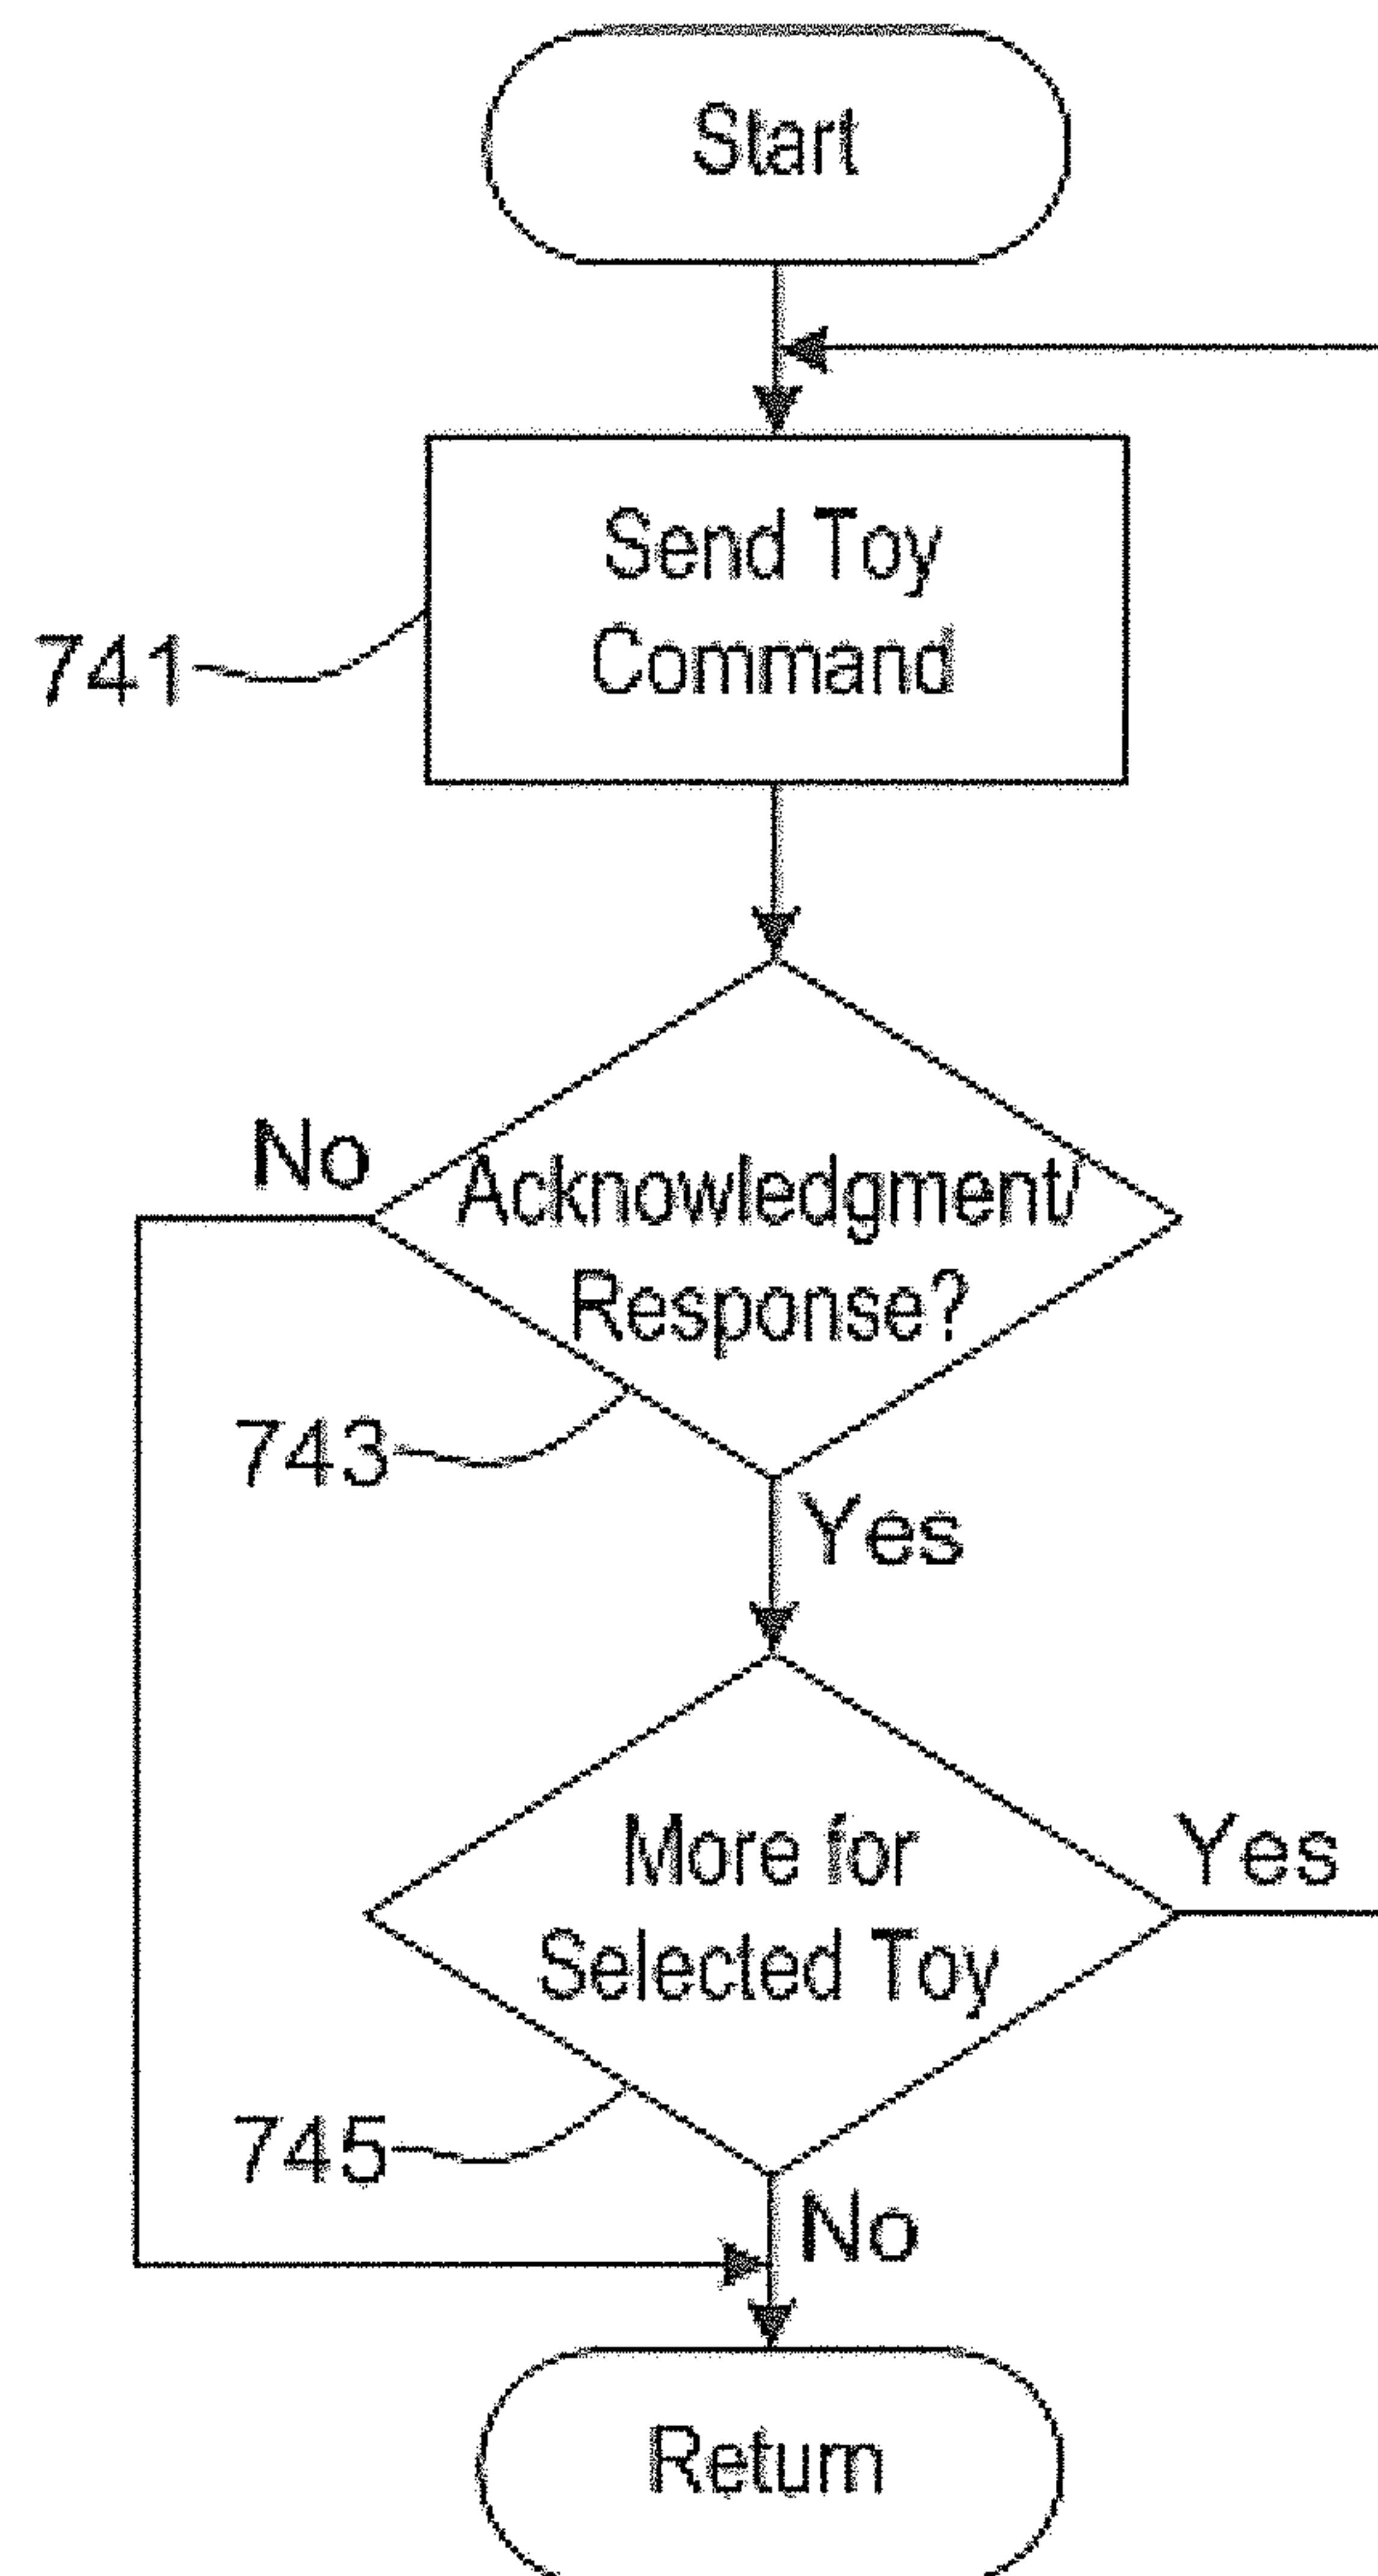 Start
Send Toy
Command
741
No
Acknowledgment/
Response?
743
Yes
More for
Selected Toy
Yes
745
No
Return